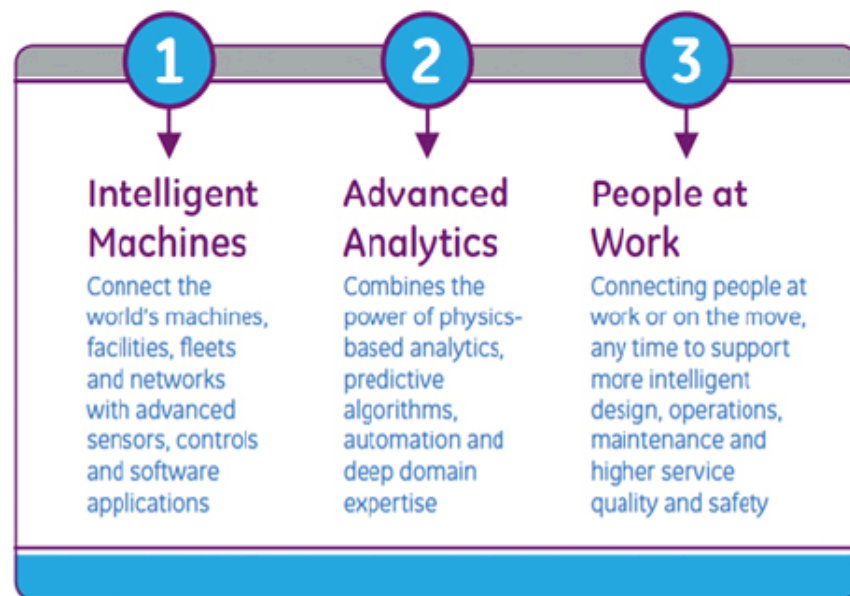 1
2
3
Intelligent
Machines
Connect the
world's machines,
facilities, fleets
and networks
with advanced
sensors, controls
and software
applications
Advanced
Analytics
Combines the
power of physics-
based analytics,
predictive
algorithms,
automation and
deep domain
expertise
People at
Work
Connecting people at
work or on the move,
any time to support
more intelligent
design, operations,
maintenance and
higher service
quality and safety